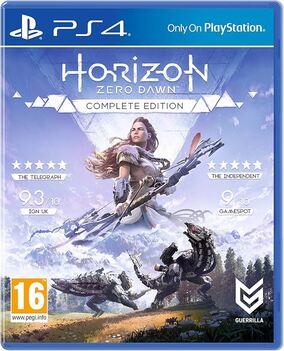 PS4
Only On PlayStation®
HORIZON
ZERO DAWN™
COMPLETE EDITION
★★★★★
THE TELEGRAPH
★★★★★
THE INDEPENDENT
9.3/10
IGN UK
9/10
GAMESPOT
16
www.pegi.info
GUERRILLA